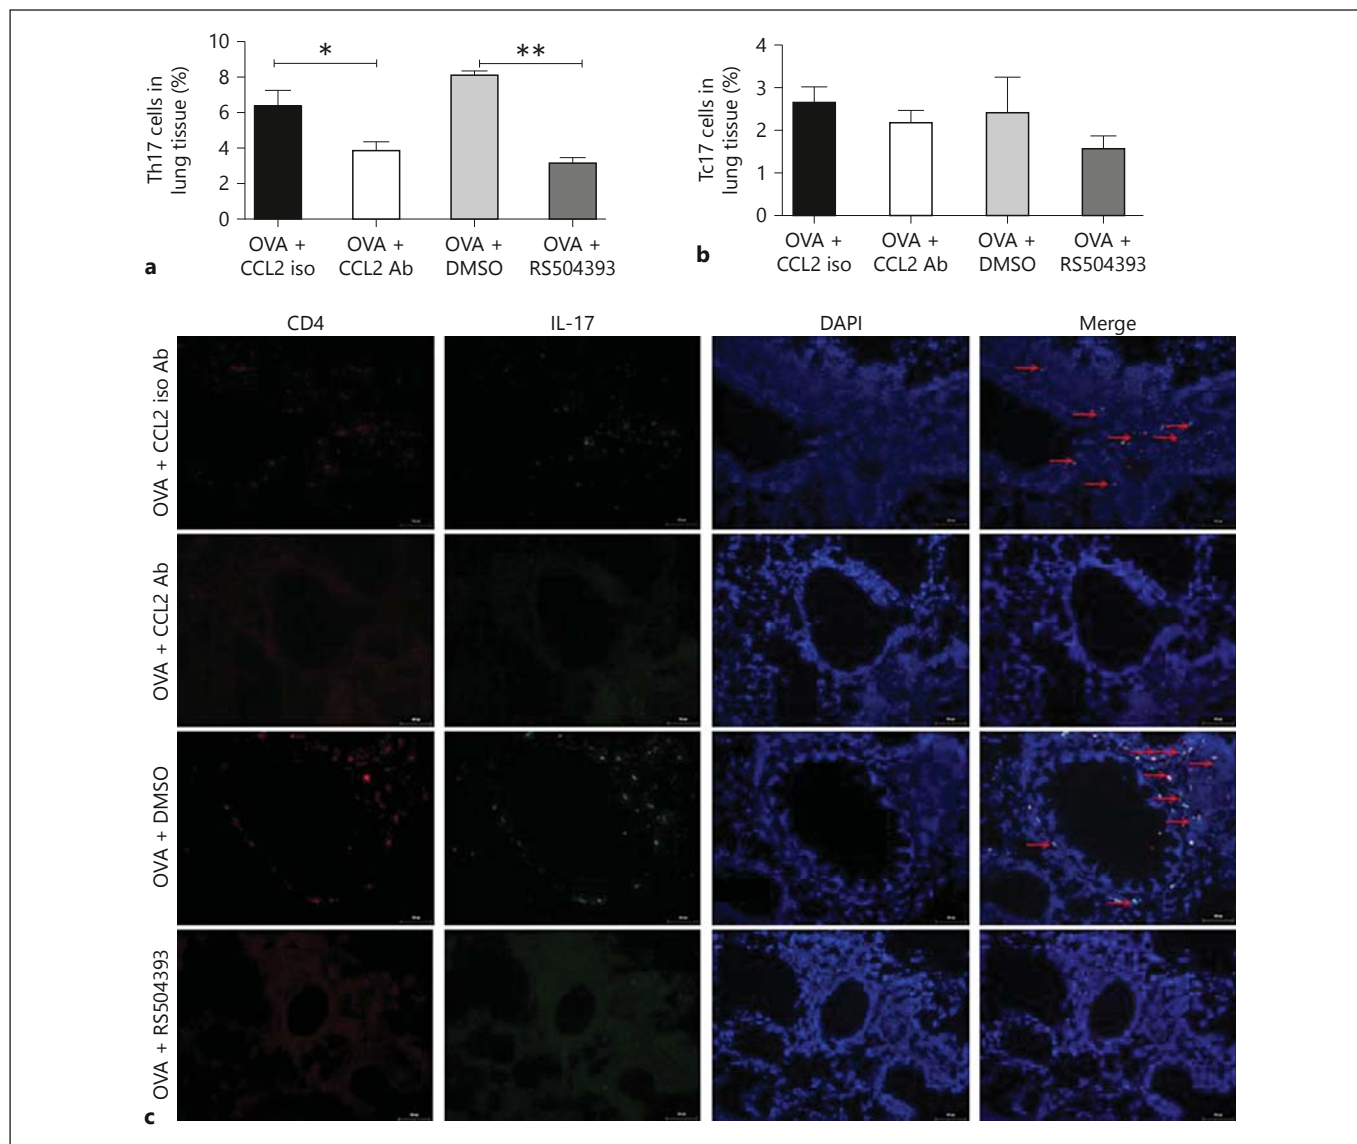 10
8
6
4
2
0
Th17 cells in
lung tissue (%)
*
**
OVA +
CCL2 iso
OVA +
CCL2 Ab
OVA +
DMSO
OVA +
RS504393
a
4
3
2
1
0
Tc17 cells in
lung tissue (%)
OVA +
CCL2 iso
OVA +
CCL2 Ab
OVA +
DMSO
OVA +
RS504393
b
CD4
IL-17
DAPI
Merge
OVA + CCL2 iso Ab
OVA + CCL2 Ab
OVA + DMSO
OVA + RS504393
c